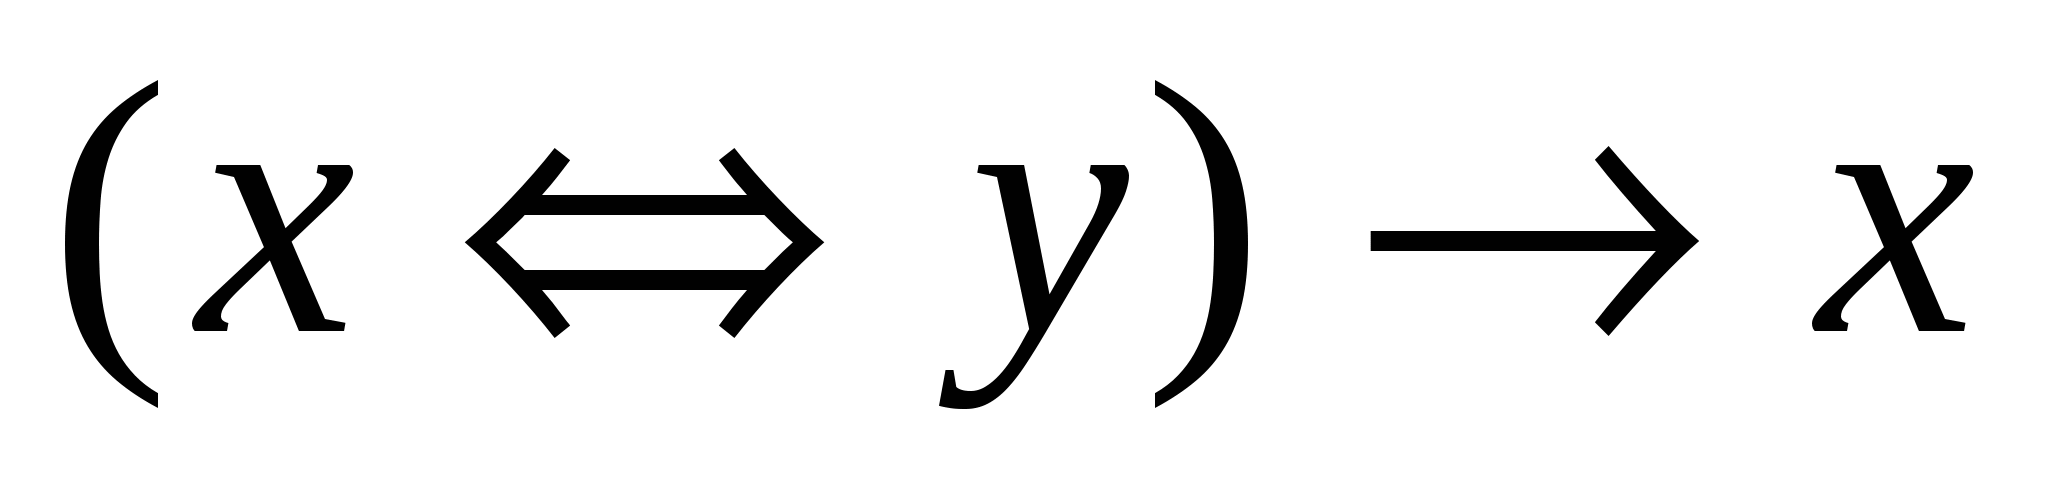 (x ⇔ y) → x